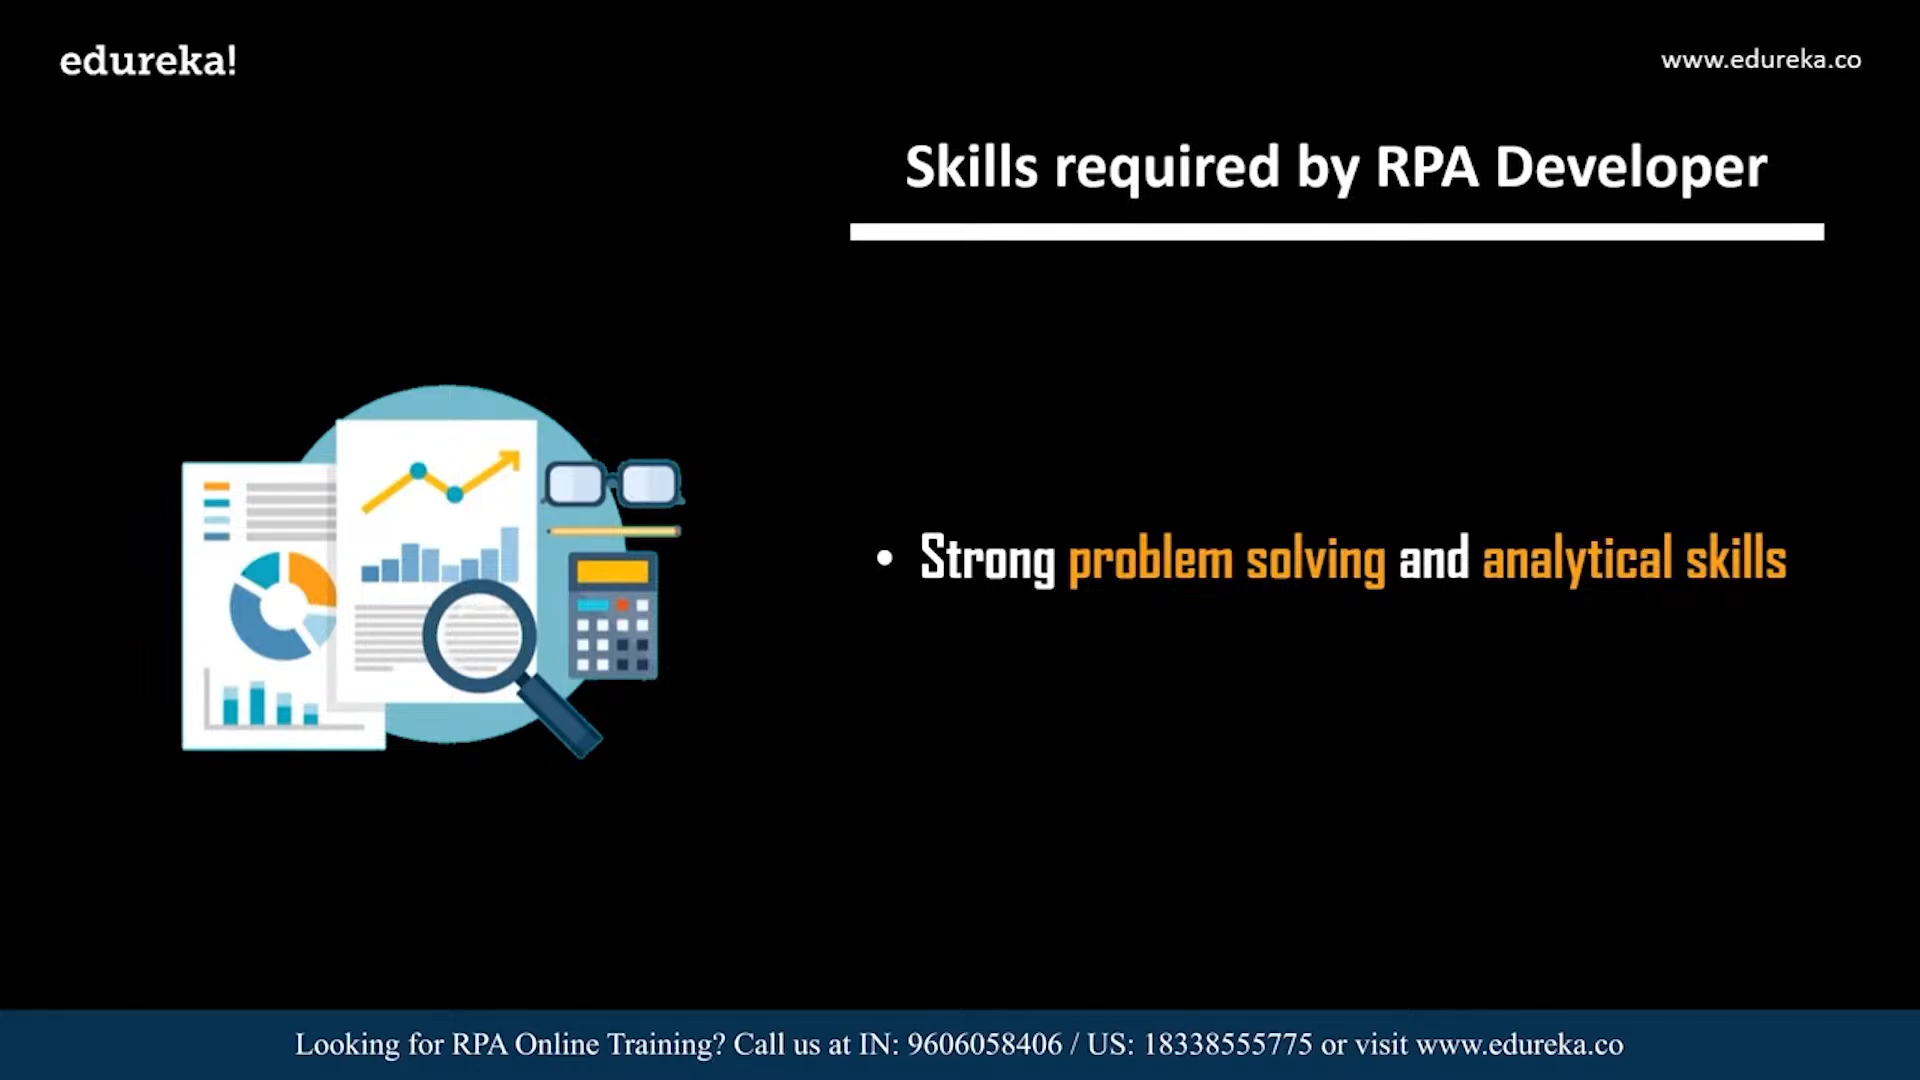 edureka!
www.edureka.co
Skills required by RPA Developer
• Strong problem solving and analytical skills
Looking for RPA Online Training? Call us at IN: 9606058406 / US: 18338555775 or visit www.edureka.co